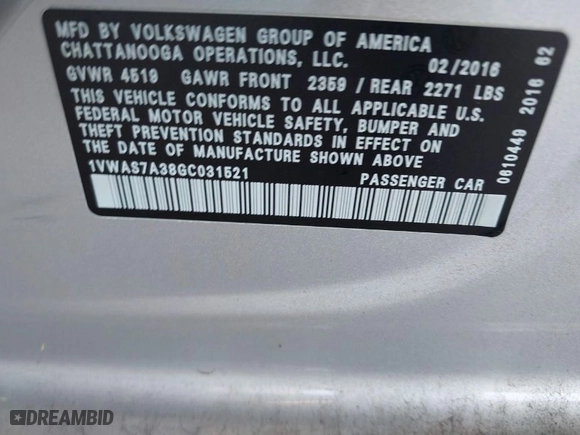 MFD BY VOLKSWAGEN GROUP OF AMERICA
CHATTANOOGA OPERATIONS, LLC. 02/2016
GVWR 4519 GAWR FRONT 2359 / REAR 2271 LBS
THIS VEHICLE CONFORMS TO ALL APPLICABLE U.S.
FEDERAL MOTOR VEHICLE SAFETY, BUMPER AND
THEFT PREVENTION STANDARDS IN EFFECT ON
THE DATE OF MANUFACTURE SHOWN ABOVE
1VWAS7A38GC031521 PASSENGER CAR
0610449 2016 62
DREAMBID